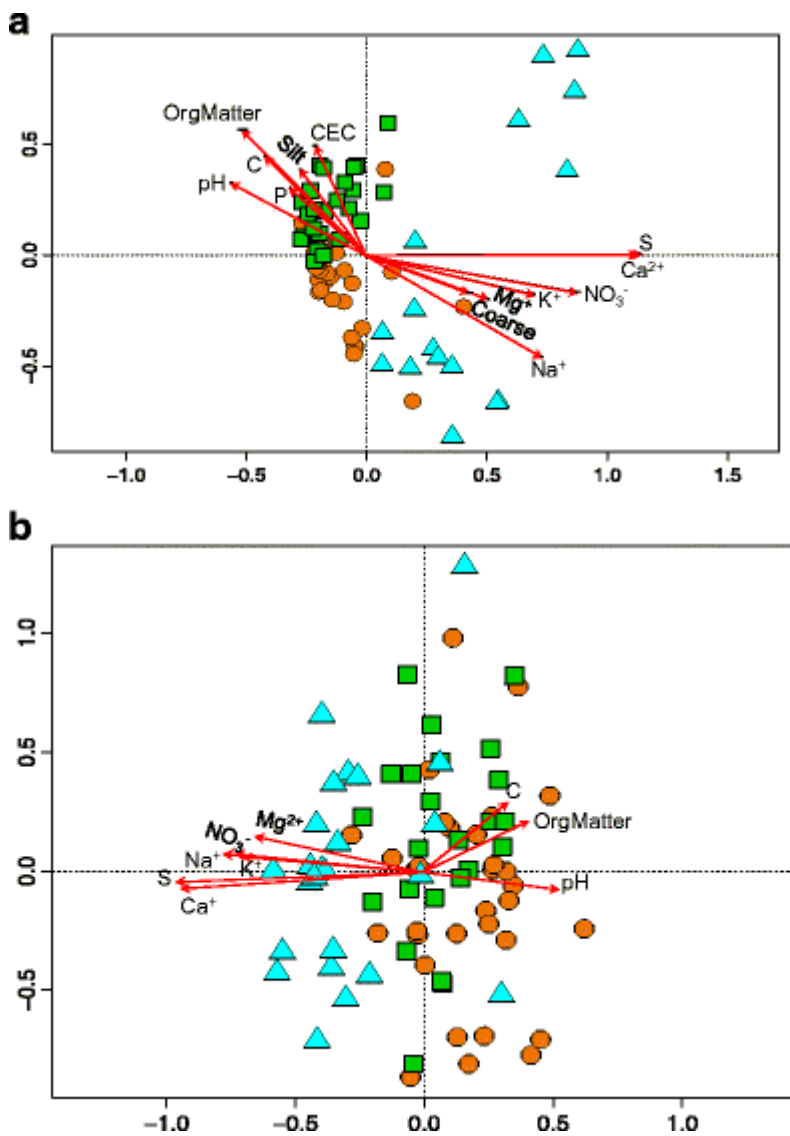 a
0.5
0.0
−0.5
OrgMatter
C
pH
P
Silt
CEC
S
Ca²⁺
NO₃⁻
K⁺
Mg⁺
Coarse
Na⁺
−1.0 −0.5 0.0 0.5 1.0 1.5
b
1.0
0.5
0.0
−0.5
C
OrgMatter
pH
Mg²⁺
NO₃⁻
Na⁺
K⁺
S
Ca⁺
−1.0 −0.5 0.0 0.5 1.0